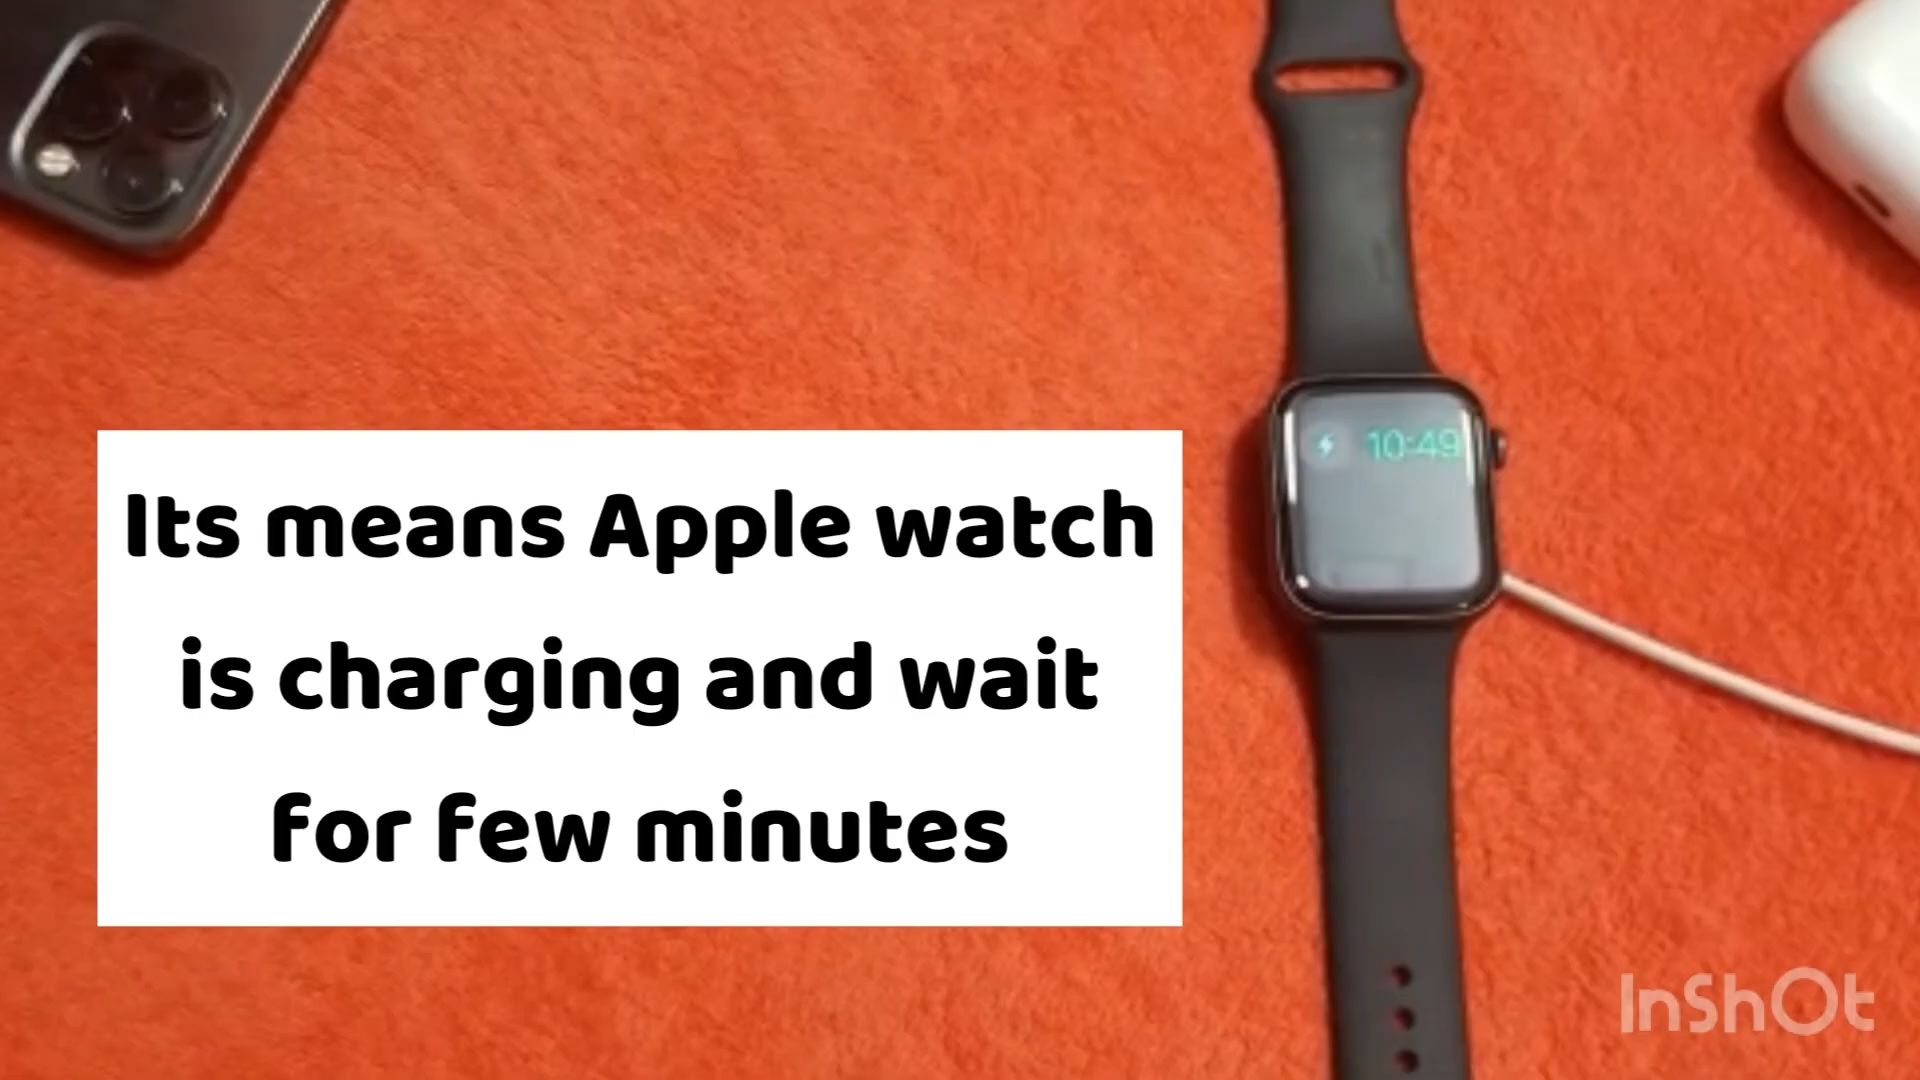 10:49
Its means Apple watch
is charging and wait
for few minutes
InShOt